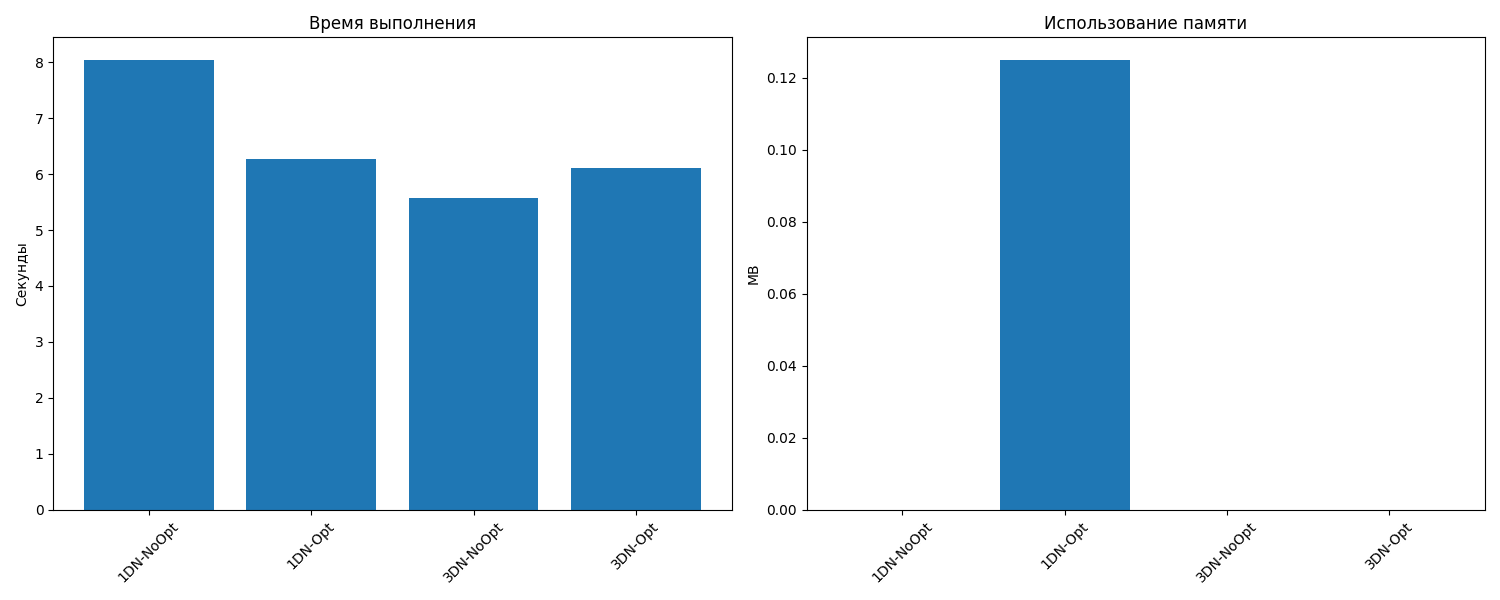 Время выполнения
Секунды
8
7
6
5
4
3
2
1
0
1DN-NoOpt
1DN-Opt
3DN-NoOpt
3DN-Opt
Использование памяти
MB
0.12
0.10
0.08
0.06
0.04
0.02
0.00
1DN-NoOpt
1DN-Opt
3DN-NoOpt
3DN-Opt